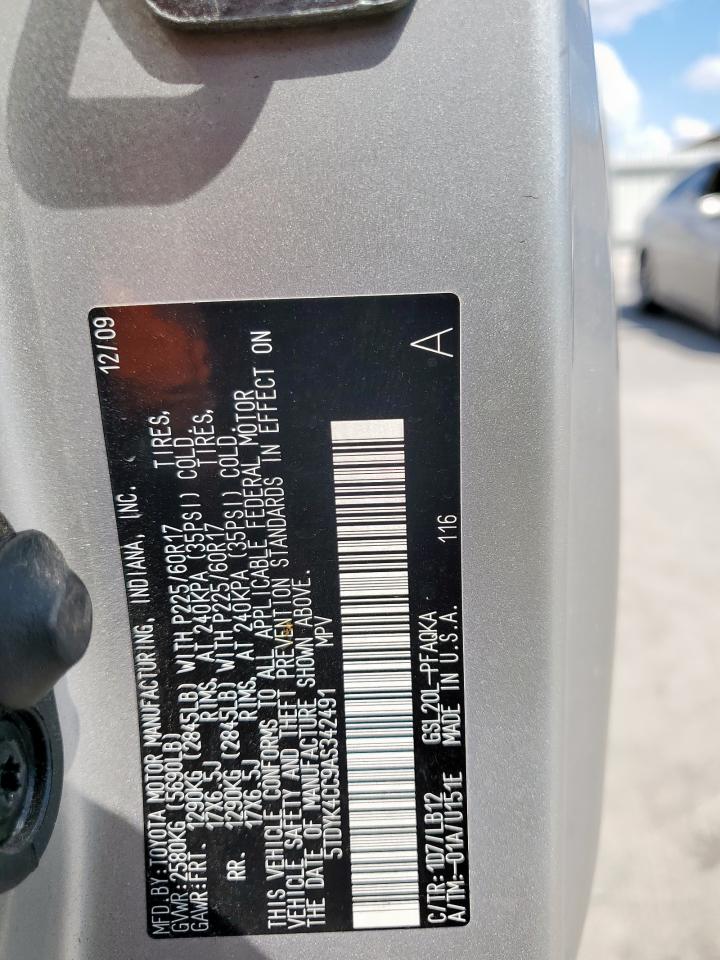 MFD.BY:TOYOTA MOTOR MANUFACTURING, INDIANA, INC. 12/09
GVWR:2580KG (5690LB)
GAWR:FRT. 1290KG (2845LB) WITH P225/60R17 TIRES,
17X6.5J RIMS, AT 240KPA (35PSI) COLD.
RR. 1290KG (2845LB) WITH P225/60R17 TIRES,
17X6.5J RIMS, AT 240KPA (35PSI) COLD.
THIS VEHICLE CONFORMS TO ALL APPLICABLE FEDERAL MOTOR
VEHICLE SAFETY AND THEFT PREVENTION STANDARDS IN EFFECT ON
THE DATE OF MANUFACTURE SHOWN ABOVE.
5TDYK4CC9AS342491 MPV
C/TR:1D7/LB12 GSL20L-PFAQKA 116 A
A/TM:-01A/U151E MADE IN U.S.A.